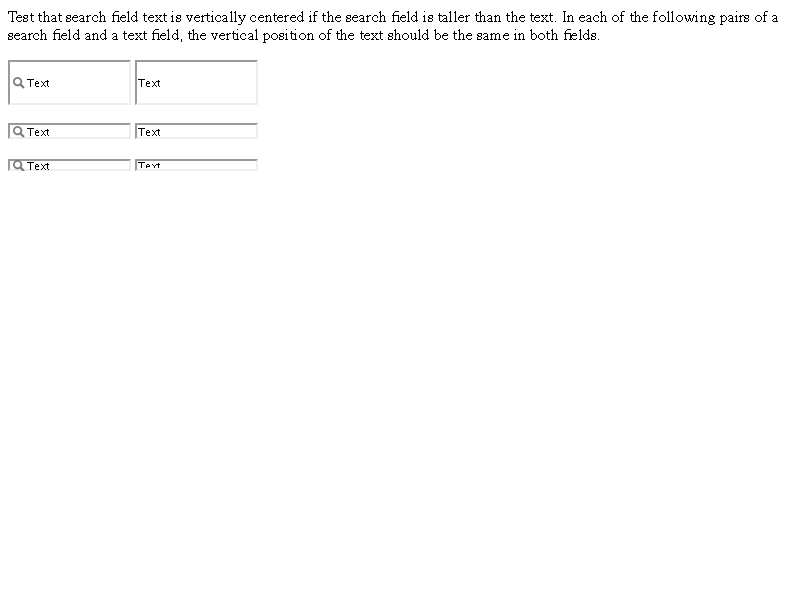 Test that search field text is vertically centered if the search field is taller than the text. In each of the following pairs of a
search field and a text field, the vertical position of the text should be the same in both fields.
Text Text
Text Text
Text Text